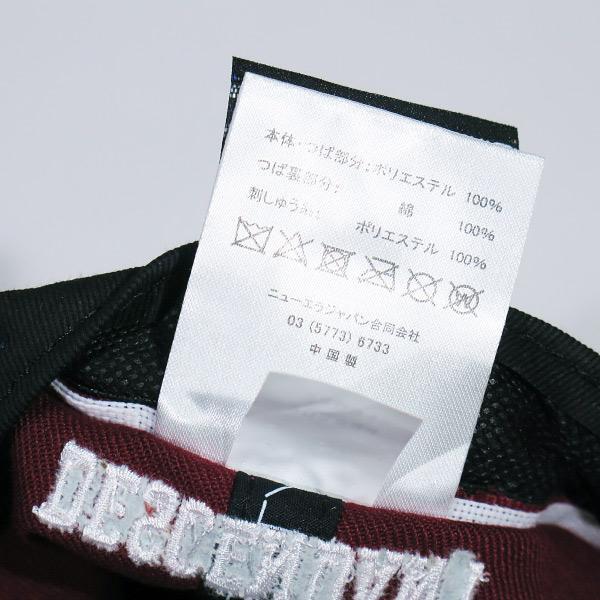 本体・つば部分:ポリエステル 100%
つば裏部分: 綿 100%
刺しゅう糸: ポリエステル 100%
ニューエラジャパン合同会社
03 (5773) 6733
中国製